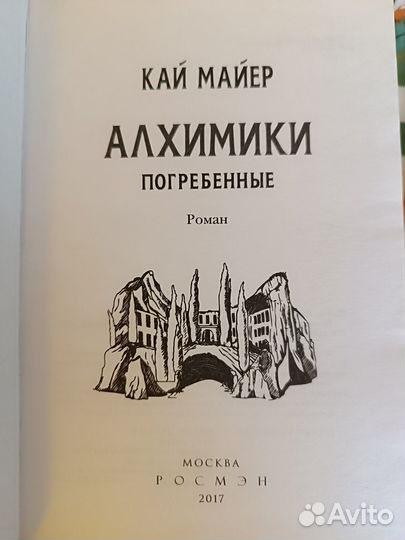 КАЙ МАЙЕР
АЛХИМИКИ
ПОГРЕБЕННЫЕ
Роман
МОСКВА
РОСМЭН
2017
Avito